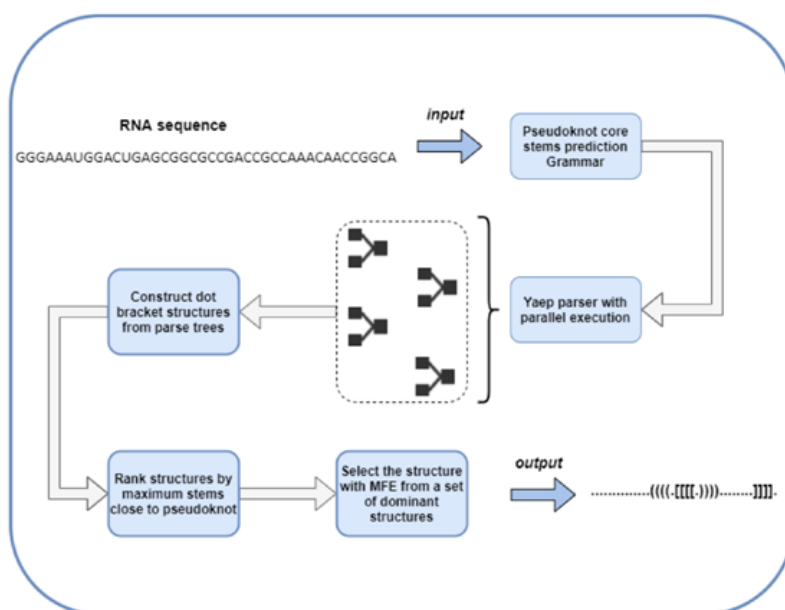 RNA sequence
GGGAAAUGGACUGAGCGGCGCCGACCGCCAAACAACCGGCA
input
Pseudoknot core
stems prediction
Grammar
Yaep parser with
parallel execution
Construct dot
bracket structures
from parse trees
Rank structures by
maximum stems
close to pseudoknot
Select the structure
with MFE from a set
of dominant
structures
output
.............((((.[[[[.))))........]]]].